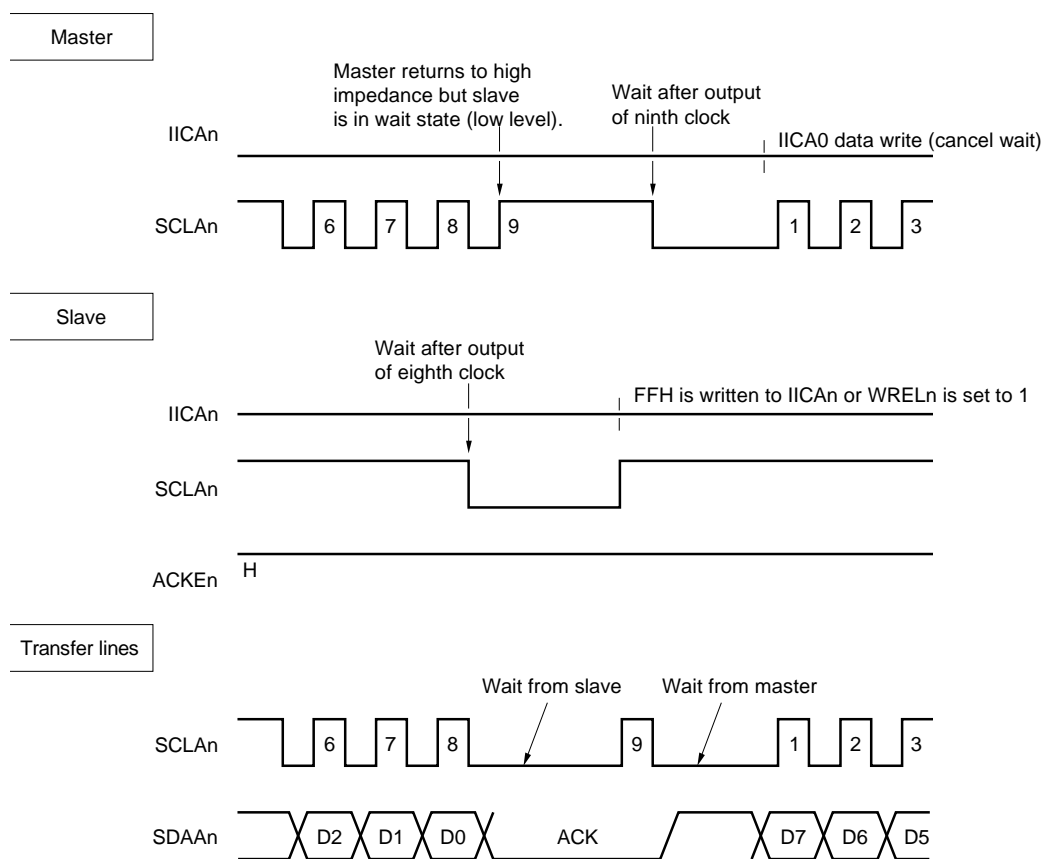 Master
Master returns to high
impedance but slave
is in wait state (low level).
Wait after output
of ninth clock
IICAn
IICA0 data write (cancel wait)
SCLAn
6 7 8 9 1 2 3
Slave
Wait after output
of eighth clock
FFH is written to IICAn or WRELn is set to 1
IICAn
SCLAn
H
ACKEn
Transfer lines
Wait from slave Wait from master
SCLAn
6 7 8 9 1 2 3
SDAAn D2 D1 D0 ACK D7 D6 D5